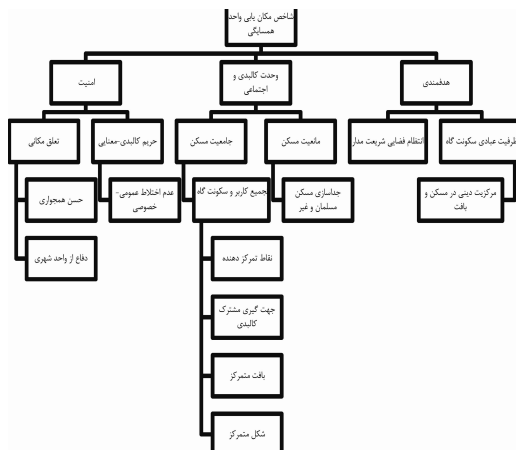 شاخص مکان یابی واحد
همسایگی
هدفمندی
وحدت کالبدی و
اجتماعی
امنیت
ظرفیت عبادی سکونت گاه
انتظام فضایی شریعت مدار
مانعیت مسکن
جامعیت مسکن
حریم کالبدی-معنایی
تعلق مکانی
مرکزیت دینی در مسکن و
بافت
جداسازی مسکن
مسلمان و غیر
تجمیع کاربر و سکونت گاه
عدم اختلاط عمومی-
خصوصی
حسن همجواری
نقاط تمرکز دهنده
دفاع از واحد شهری
جهت گیری مشترک
کالبدی
بافت متمرکز
شکل متمرکز